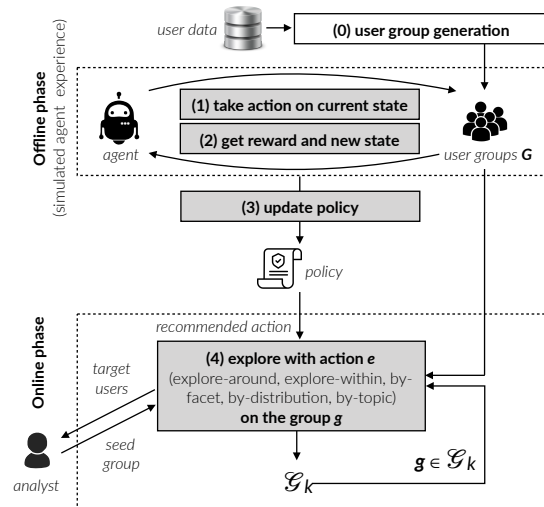 user data
(0) user group generation
Offline phase
(simulated agent experience)
(1) take action on current state
(2) get reward and new state
agent
user groups G
(3) update policy
policy
recommended action
Online phase
target
users
(4) explore with action e
(explore-around, explore-within, by-
facet, by-distribution, by-topic)
on the group g
seed
group
analyst
𝒢k
g ∈ 𝒢k